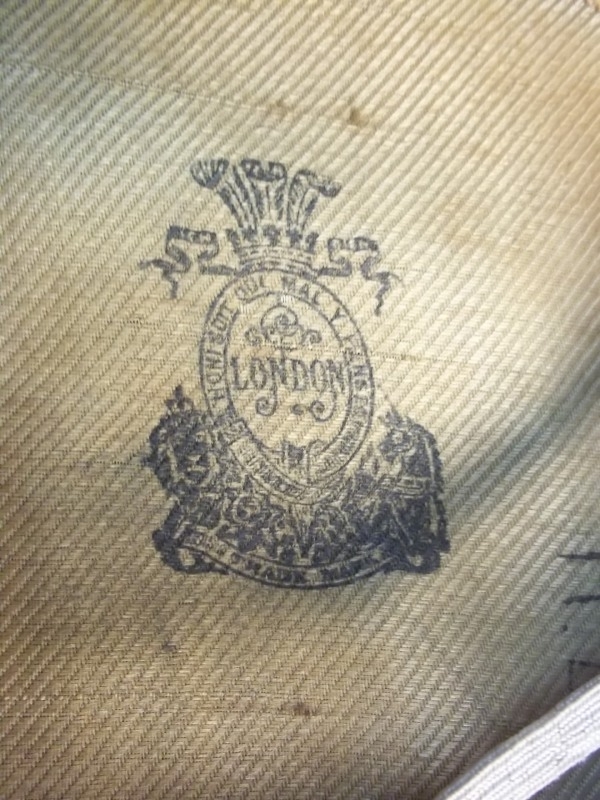 HONI SOIT QUI MAL Y PENSE
LONDON
TRADE MARK